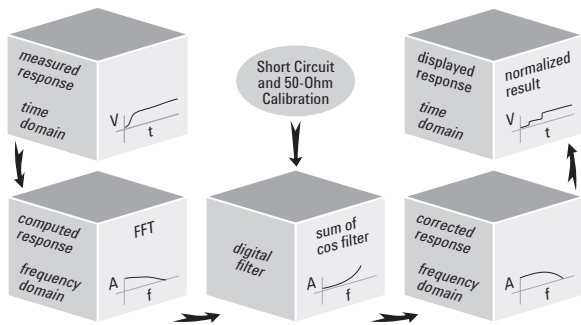 measured
response
time
domain
V
t
Short Circuit
and 50-Ohm
Calibration
displayed
response
time
domain
normalized
result
V
t
computed
response
frequency
domain
FFT
A
f
digital
filter
sum of
cos filter
A
f
corrected
response
frequency
domain
A
f